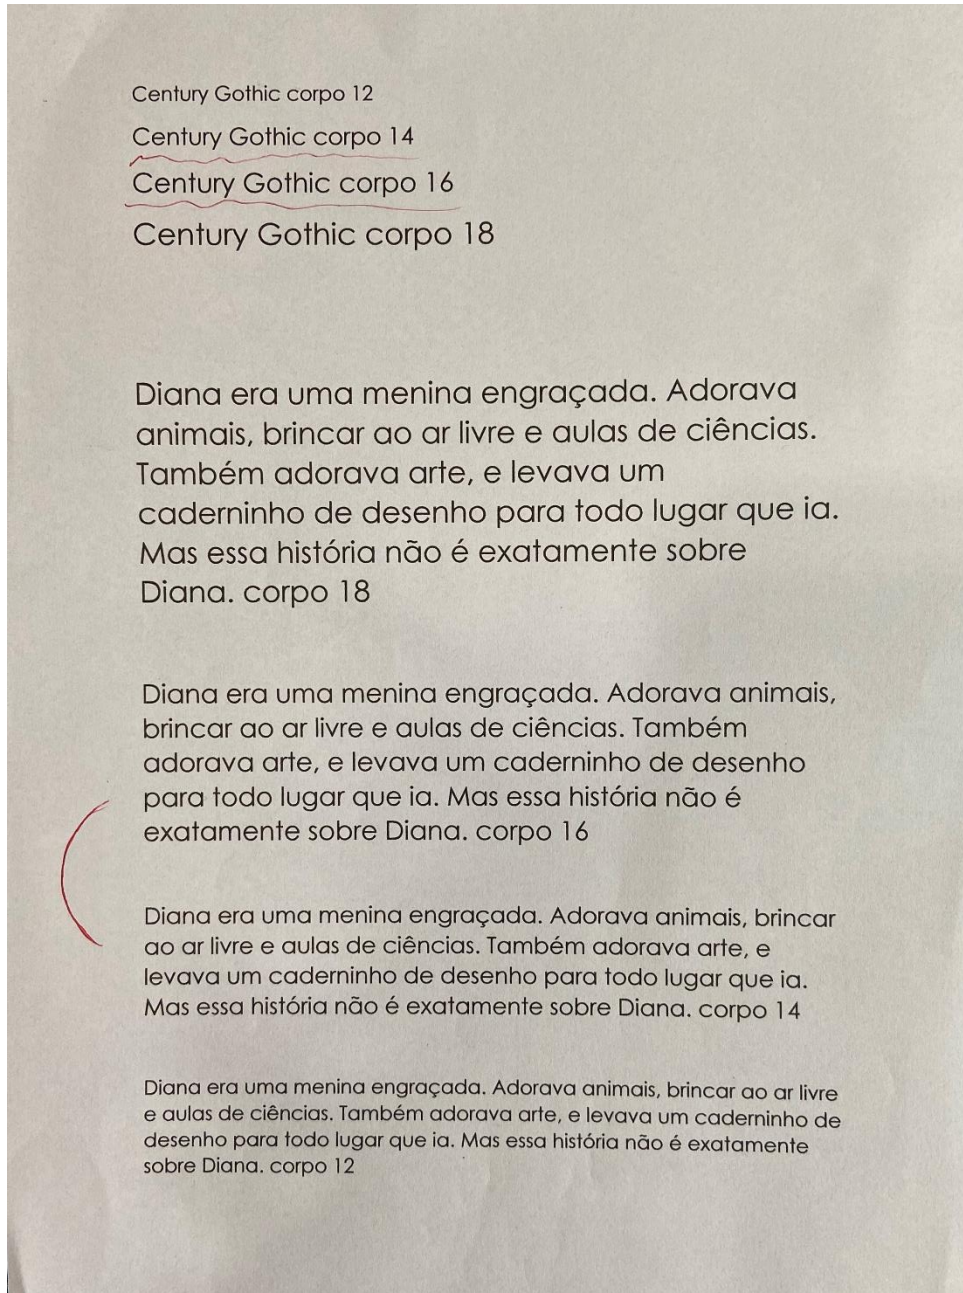 Century Gothic corpo 12
Century Gothic corpo 14
Century Gothic corpo 16
Century Gothic corpo 18
Diana era uma menina engraçada. Adorava
animais, brincar ao ar livre e aulas de ciências.
Também adorava arte, e levava um
caderninho de desenho para todo lugar que ia.
Mas essa história não é exatamente sobre
Diana. corpo 18
Diana era uma menina engraçada. Adorava animais,
brincar ao ar livre e aulas de ciências. Também
adorava arte, e levava um caderninho de desenho
para todo lugar que ia. Mas essa história não é
exatamente sobre Diana. corpo 16
Diana era uma menina engraçada. Adorava animais, brincar
ao ar livre e aulas de ciências. Também adorava arte, e
levava um caderninho de desenho para todo lugar que ia.
Mas essa história não é exatamente sobre Diana. corpo 14
Diana era uma menina engraçada. Adorava animais, brincar ao ar livre
e aulas de ciências. Também adorava arte, e levava um caderninho de
desenho para todo lugar que ia. Mas essa história não é exatamente
sobre Diana. corpo 12